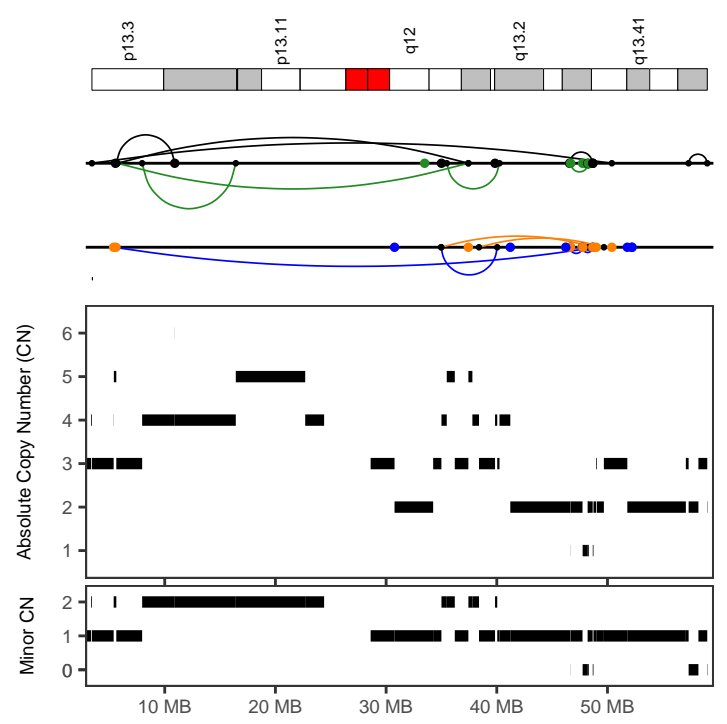 p13.3
p13.11
q12
q13.2
q13.41
Absolute Copy Number (CN)
6
5
4
3
2
1
Minor CN
2
1
0
10 MB
20 MB
30 MB
40 MB
50 MB